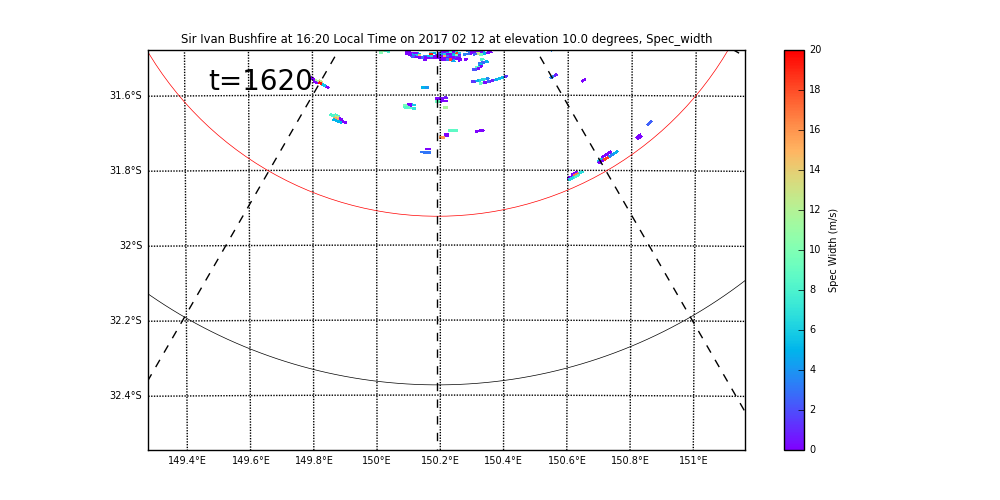 Sir Ivan Bushfire at 16:20 Local Time on 2017 02 12 at elevation 10.0 degrees, Spec_width
t=1620
31.6°S
31.8°S
32°S
32.2°S
32.4°S
149.4°E 149.6°E 149.8°E 150°E 150.2°E 150.4°E 150.6°E 150.8°E 151°E
20
18
16
14
12
10
8
6
4
2
0
Spec Width (m/s)